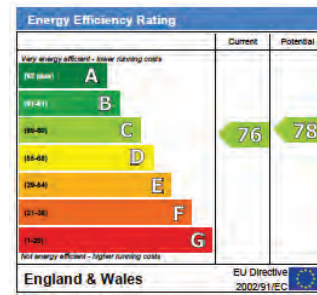 Energy Efficiency Rating
Current Potential
Very energy efficient - lower running costs
(92 plus) A
(81-91) B
(69-80) C 76 78
(55-68) D
(39-54) E
(21-38) F
(1-20) G
Not energy efficient - higher running costs
England & Wales
EU Directive
2002/91/EC